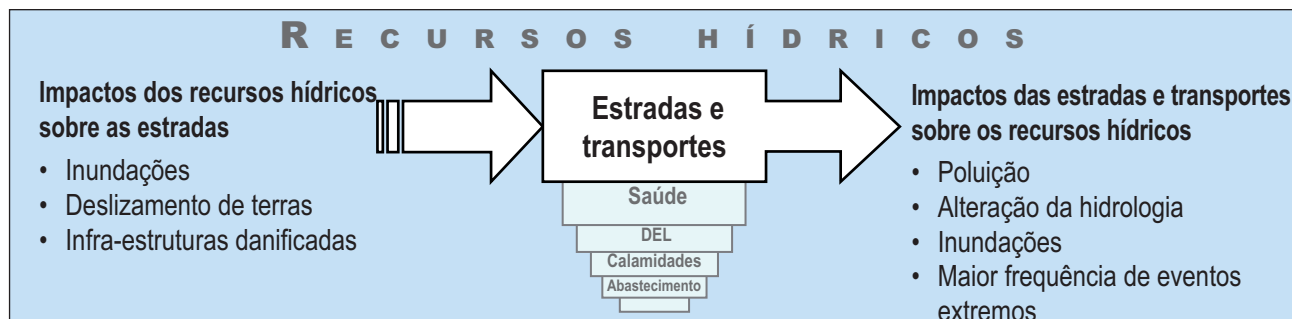 RECURSOS HÍDRICOS
Impactos dos recursos hídricos
sobre as estradas
• Inundações
• Deslizamento de terras
• Infra-estruturas danificadas
Estradas e
transportes
Saúde
DEL
Calamidades
Abastecimento
Impactos das estradas e transportes
sobre os recursos hídricos
• Poluição
• Alteração da hidrologia
• Inundações
• Maior frequência de eventos
extremos